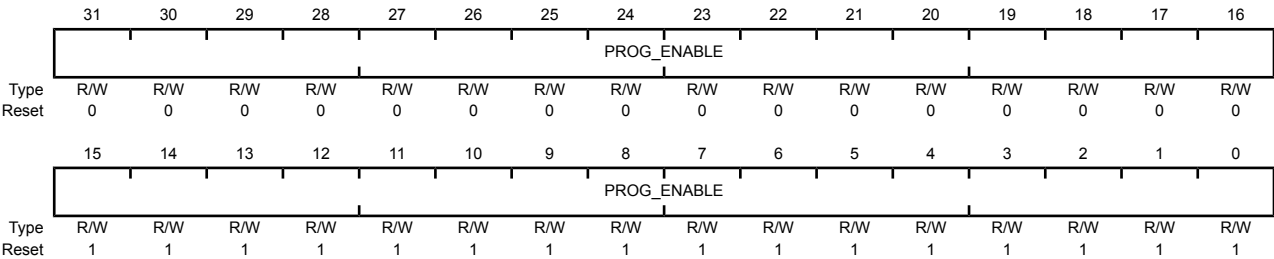 31 30 29 28 27 26 25 24 23 22 21 20 19 18 17 16
PROG_ENABLE
Type R/W R/W R/W R/W R/W R/W R/W R/W R/W R/W R/W R/W R/W R/W R/W R/W
Reset 0 0 0 0 0 0 0 0 0 0 0 0 0 0 0 0
15 14 13 12 11 10 9 8 7 6 5 4 3 2 1 0
PROG_ENABLE
Type R/W R/W R/W R/W R/W R/W R/W R/W R/W R/W R/W R/W R/W R/W R/W R/W
Reset 1 1 1 1 1 1 1 1 1 1 1 1 1 1 1 1